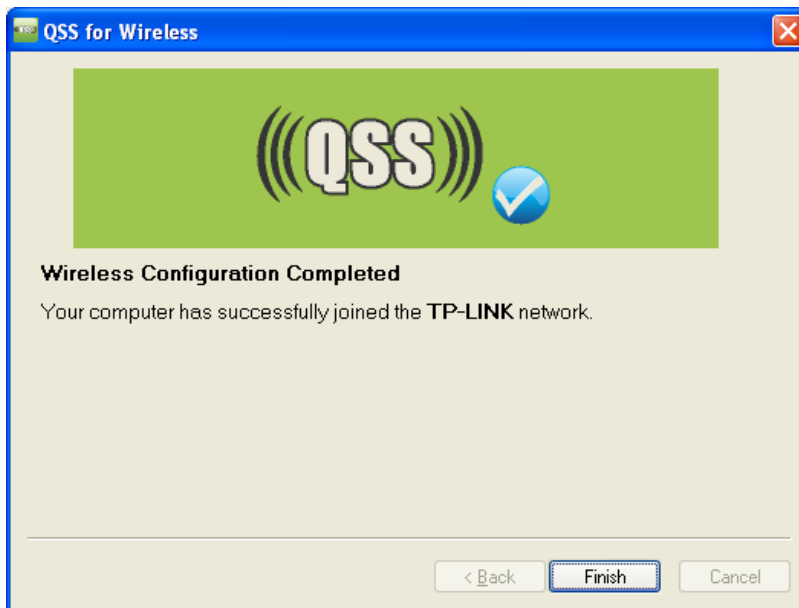 QSS for Wireless
(((QSS)))
Wireless Configuration Completed
Your computer has successfully joined the TP-LINK network.
< Back Finish Cancel